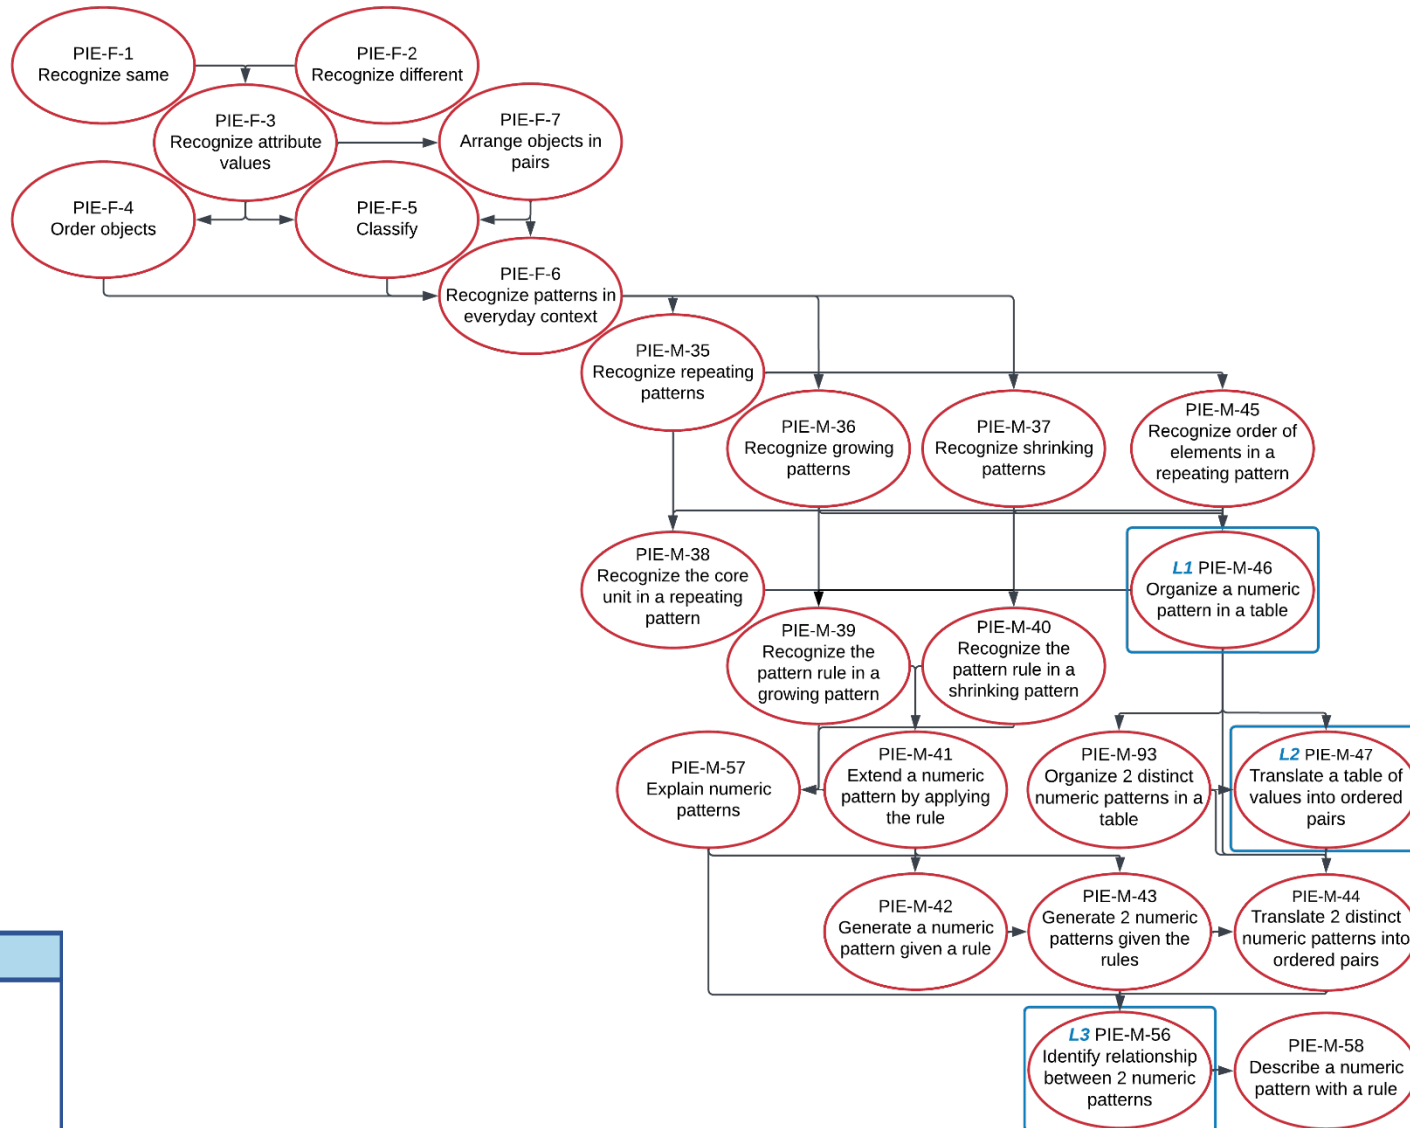 PIE-F-1
Recognize same
PIE-F-2
Recognize different
PIE-F-3
Recognize attribute
values
PIE-F-7
Arrange objects in
pairs
PIE-F-4
Order objects
PIE-F-5
Classify
PIE-F-6
Recognize patterns in
everyday context
PIE-M-35
Recognize repeating
patterns
PIE-M-36
Recognize growing
patterns
PIE-M-37
Recognize shrinking
patterns
PIE-M-45
Recognize order of
elements in a
repeating pattern
PIE-M-38
Recognize the core
unit in a repeating
pattern
L1 PIE-M-46
Organize a numeric
pattern in a table
PIE-M-39
Recognize the
pattern rule in a
growing pattern
PIE-M-40
Recognize the
pattern rule in a
shrinking pattern
PIE-M-57
Explain numeric
patterns
PIE-M-41
Extend a numeric
pattern by applying
the rule
PIE-M-93
Organize 2 distinct
numeric patterns in a
table
L2 PIE-M-47
Translate a table of
values into ordered
pairs
PIE-M-42
Generate a numeric
pattern given a rule
PIE-M-43
Generate 2 numeric
patterns given the
rules
PIE-M-44
Translate 2 distinct
numeric patterns into
ordered pairs
L3 PIE-M-56
Identify relationship
between 2 numeric
patterns
PIE-M-58
Describe a numeric
pattern with a rule